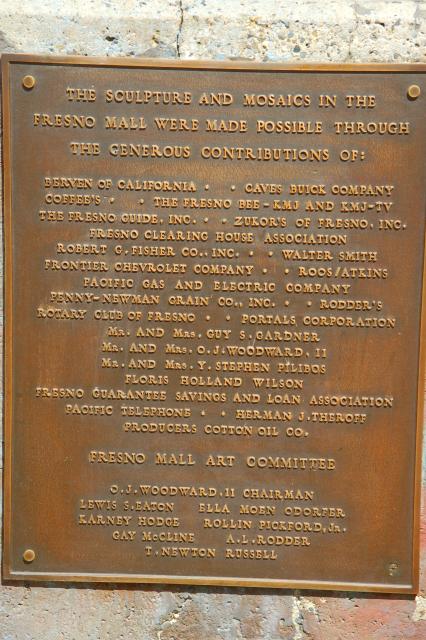 THE SCULPTURE AND MOSAICS IN THE
FRESNO MALL WERE MADE POSSIBLE THROUGH
THE GENEROUS CONTRIBUTIONS OF:
BERVEN OF CALIFORNIA · · CAVES BUICK COMPANY
COFFEE'S · · THE FRESNO BEE - KMJ AND KMJ-TV
THE FRESNO GUIDE, INC. · · ZUKOR'S OF FRESNO, INC.
FRESNO CLEARING HOUSE ASSOCIATION
ROBERT G. FISHER CO., INC. · · WALTER SMITH
FRONTIER CHEVROLET COMPANY · · ROOS/ATKINS
PACIFIC GAS AND ELECTRIC COMPANY
PENNY-NEWMAN GRAIN CO., INC. · · RODDER'S
ROTARY CLUB OF FRESNO · · PORTALS CORPORATION
MR. AND MRS. GUY S. GARDNER
MR. AND MRS. O.J. WOODWARD, II
MR. AND MRS. Y. STEPHEN PILIBOS
FLORIS HOLLAND WILSON
FRESNO GUARANTEE SAVINGS AND LOAN ASSOCIATION
PACIFIC TELEPHONE · · HERMAN J. THEROFF
PRODUCERS COTTON OIL CO.
FRESNO MALL ART COMMITTEE
O.J. WOODWARD, II CHAIRMAN
LEWIS S. EATON ELLA MOEN ODORFER
KARNEY HODGE ROLLIN PICKFORD, JR.
GAY MCCLINE A.L. RODDER
T. NEWTON RUSSELL